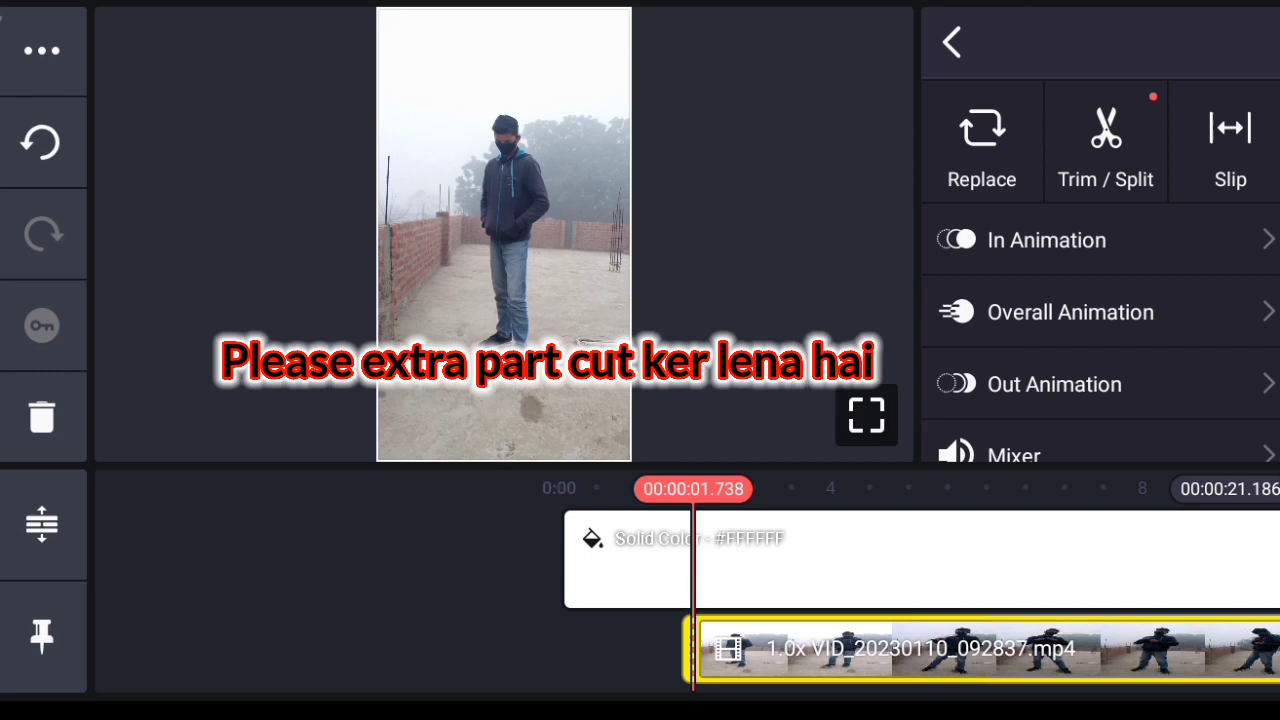 Replace
Trim / Split
Slip
In Animation
Overall Animation
Out Animation
Mixer
Please extra part cut ker lena hai
0:00
00:00:01.738
4
8
00:00:21.186
Solid Color - #FFFFFF
1.0x VID_20230110_092837.mp4